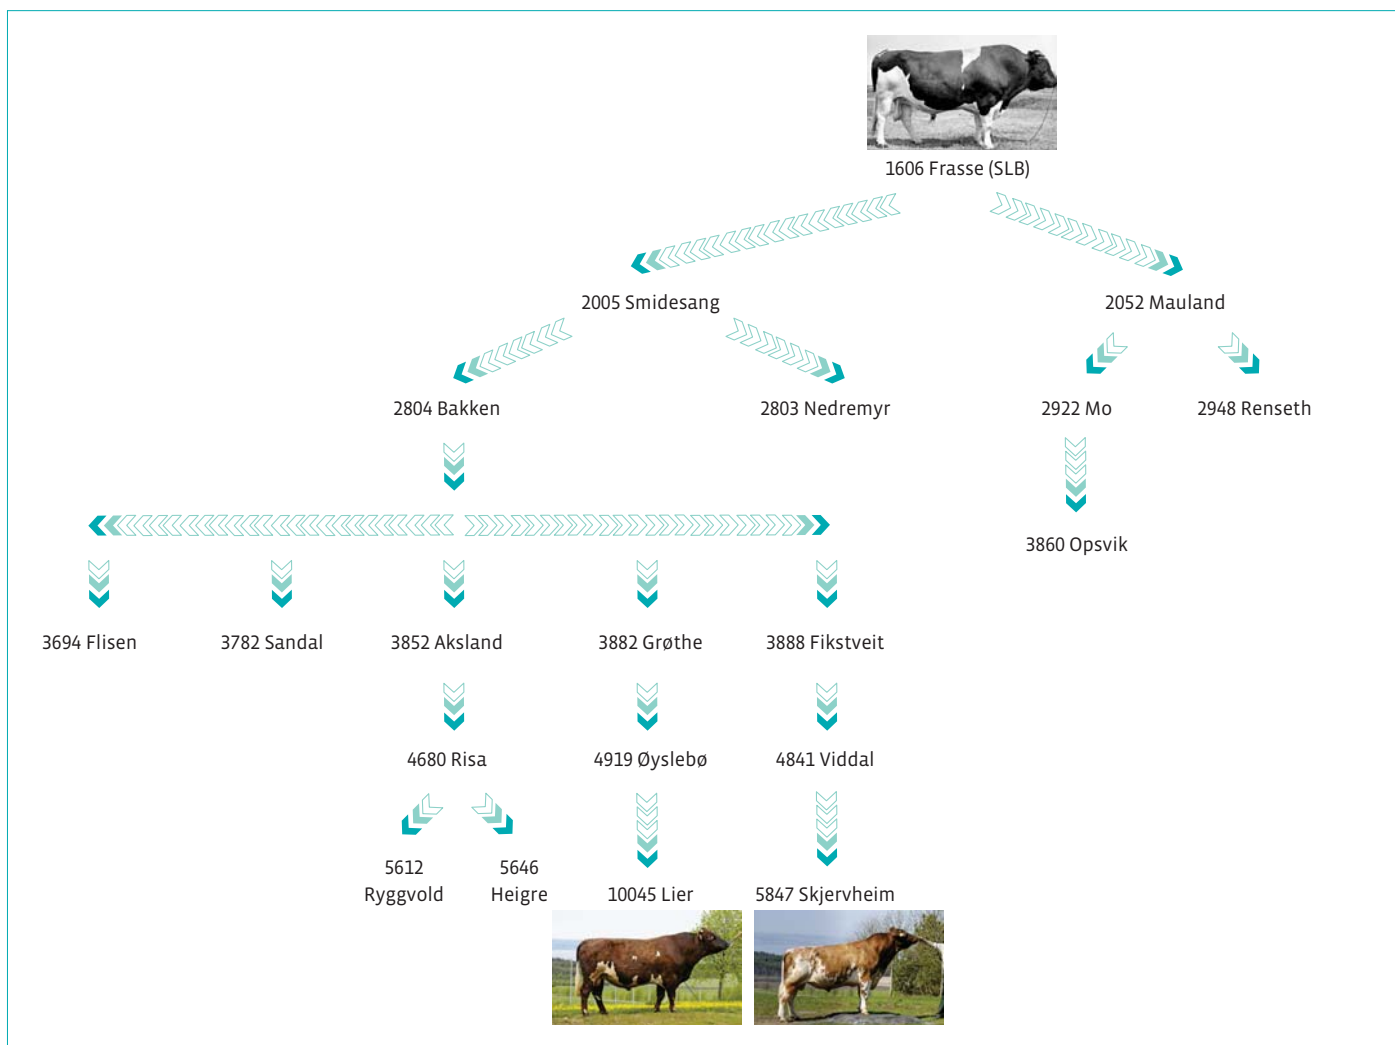 1606 Frasse (SLB)
2005 Smidesang
2052 Mauland
2804 Bakken
2803 Nedremyr
2922 Mo
2948 Renseth
3860 Opsvik
3694 Flisen
3782 Sandal
3852 Aksland
3882 Grøthe
3888 Fikstveit
4680 Risa
4919 Øyslebø
4841 Viddal
5612
Ryggvold
5646
Heigre
10045 Lier
5847 Skjervheim